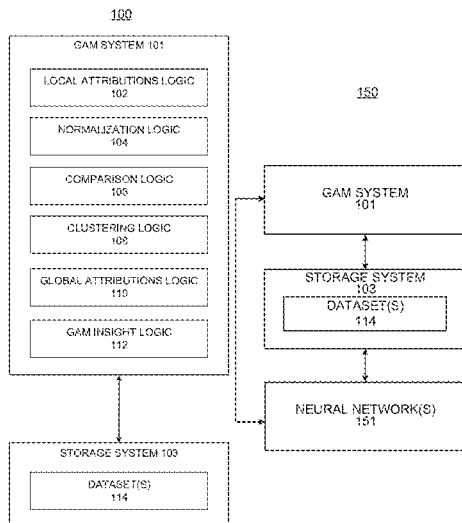 100
GAM SYSTEM 101
LOCAL ATTRIBUTIONS LOGIC
102
NORMALIZATION LOGIC
104
COMPARISON LOGIC
106
CLUSTERING LOGIC
108
GLOBAL ATTRIBUTIONS LOGIC
110
GAM INSIGHT LOGIC
112
STORAGE SYSTEM 103
DATASET(S)
114
150
GAM SYSTEM
101
STORAGE SYSTEM
103
DATASET(S)
114
NEURAL NETWORK(S)
151